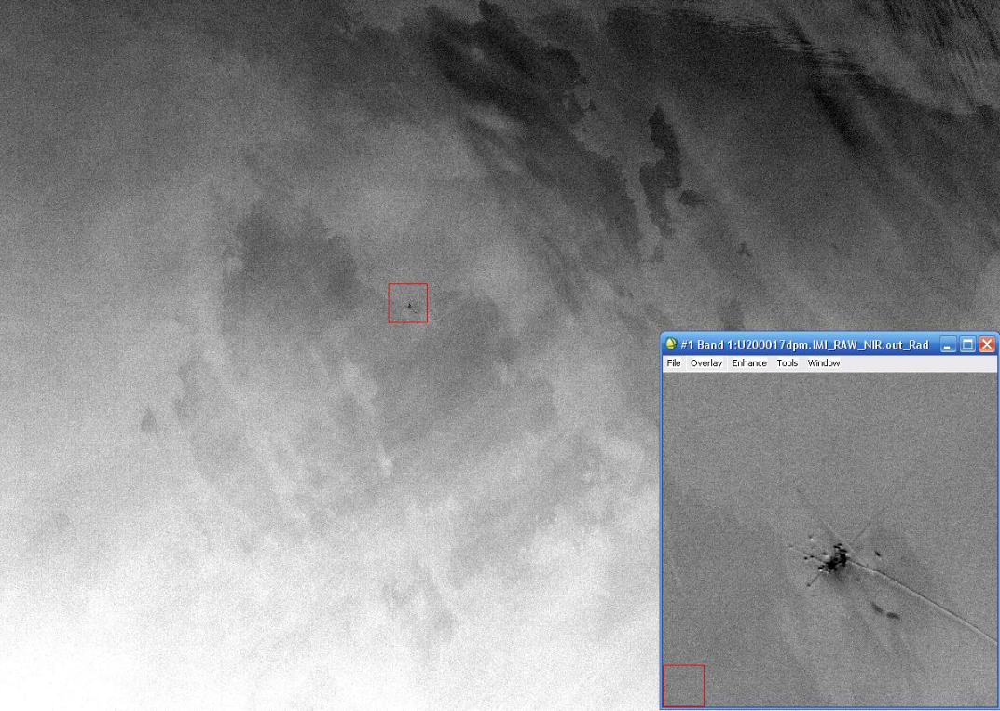 #1 Band 1:U200017dpm.IMI_RAW_NIR.out_Rad
File Overlay Enhance Tools Window